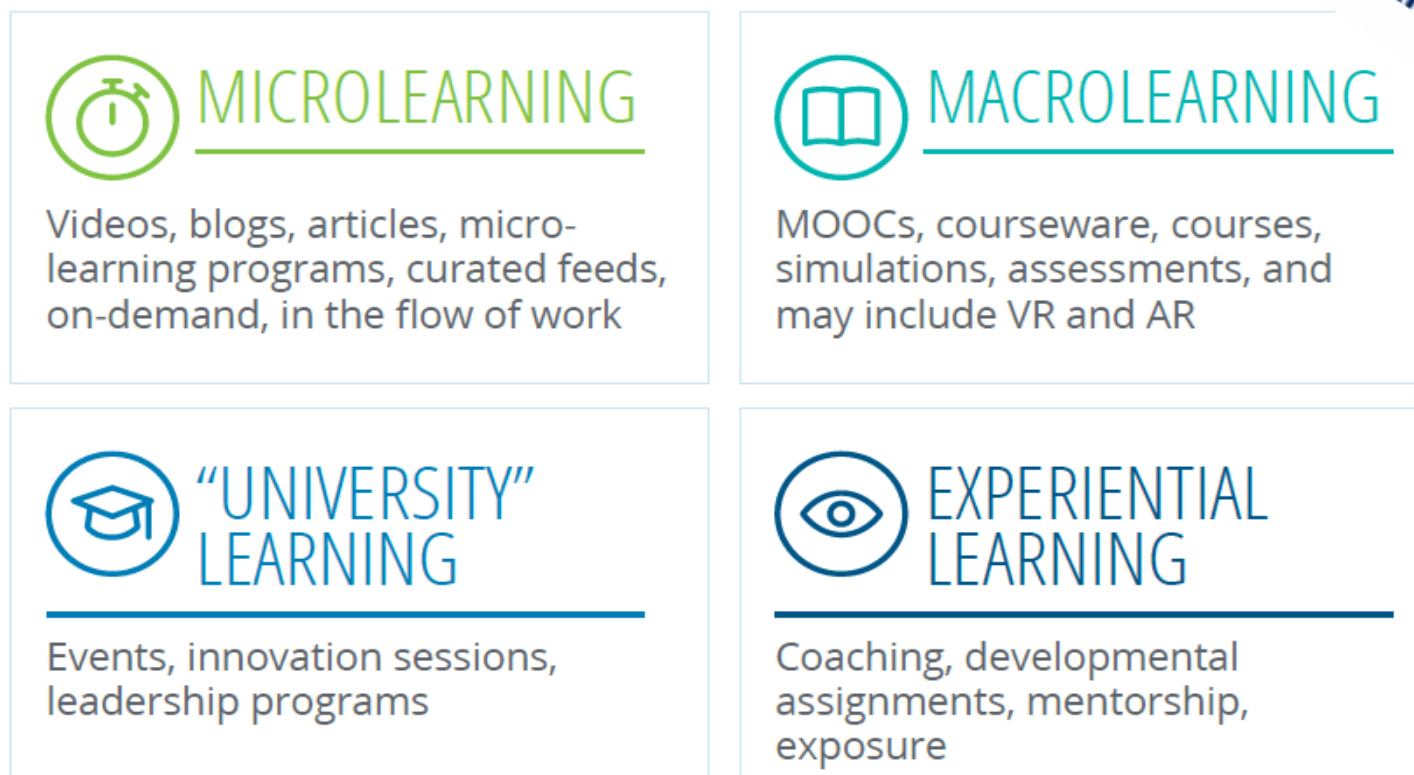 MICROLEARNING
Videos, blogs, articles, micro-
learning programs, curated feeds,
on-demand, in the flow of work
MACROLEARNING
MOOCs, courseware, courses,
simulations, assessments, and
may include VR and AR
“UNIVERSITY”
LEARNING
Events, innovation sessions,
leadership programs
EXPERIENTIAL
LEARNING
Coaching, developmental
assignments, mentorship,
exposure